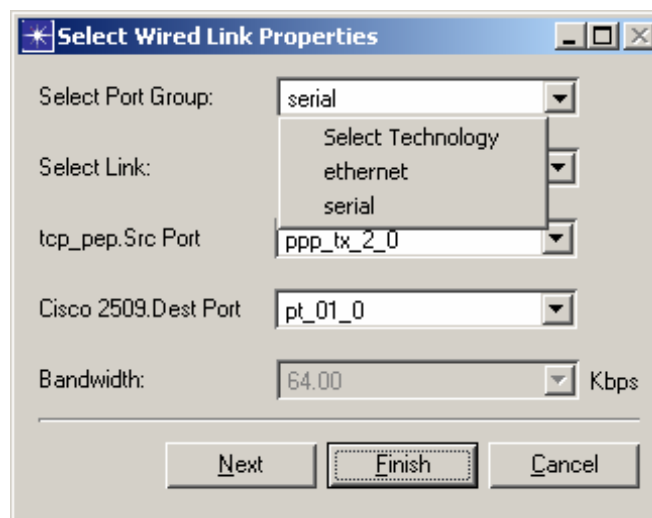 Select Wired Link Properties
Select Port Group: serial
Select Technology
Select Link: ethernet
serial
tcp_pep.Src Port ppp_tx_2_0
Cisco 2509.Dest Port pt_01_0
Bandwidth: 64.00 Kbps
Next Finish Cancel